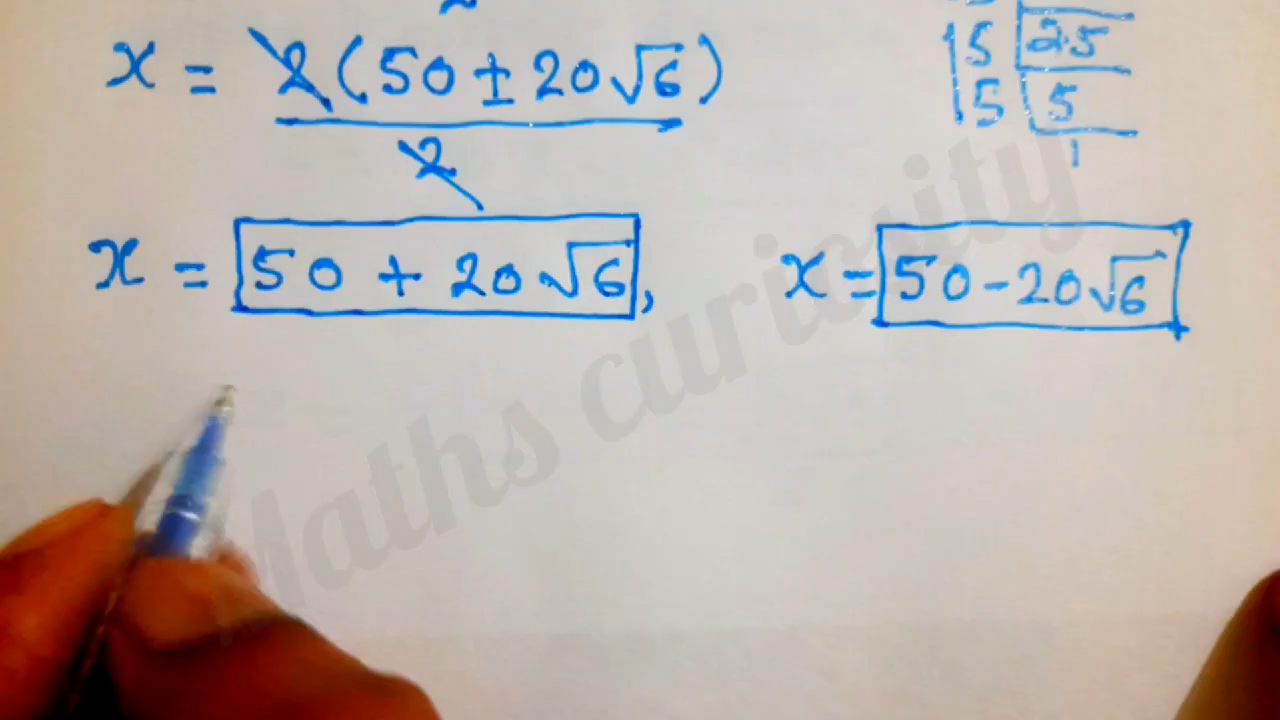 x = 2(50 ± 20√6)
2
x = 50 + 20√6, x = 50 - 20√6
5 | 25
5 | 5
1
Maths curiosity